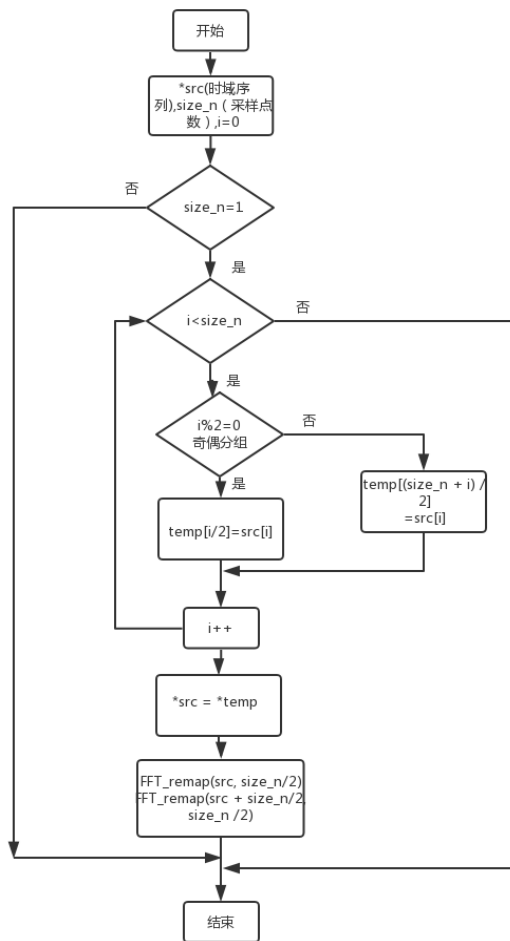 开始
*src(时域序
列),size_n（采样点
数）,i=0
否
size_n=1
是
i<size_n
否
是
i%2=0
奇偶分组
否
是
temp[(size_n + i) /
2]
=src[i]
temp[i/2]=src[i]
i++
*src = *temp
FFT_remap(src, size_n/2)
FFT_remap(src + size_n/2,
size_n /2)
结束